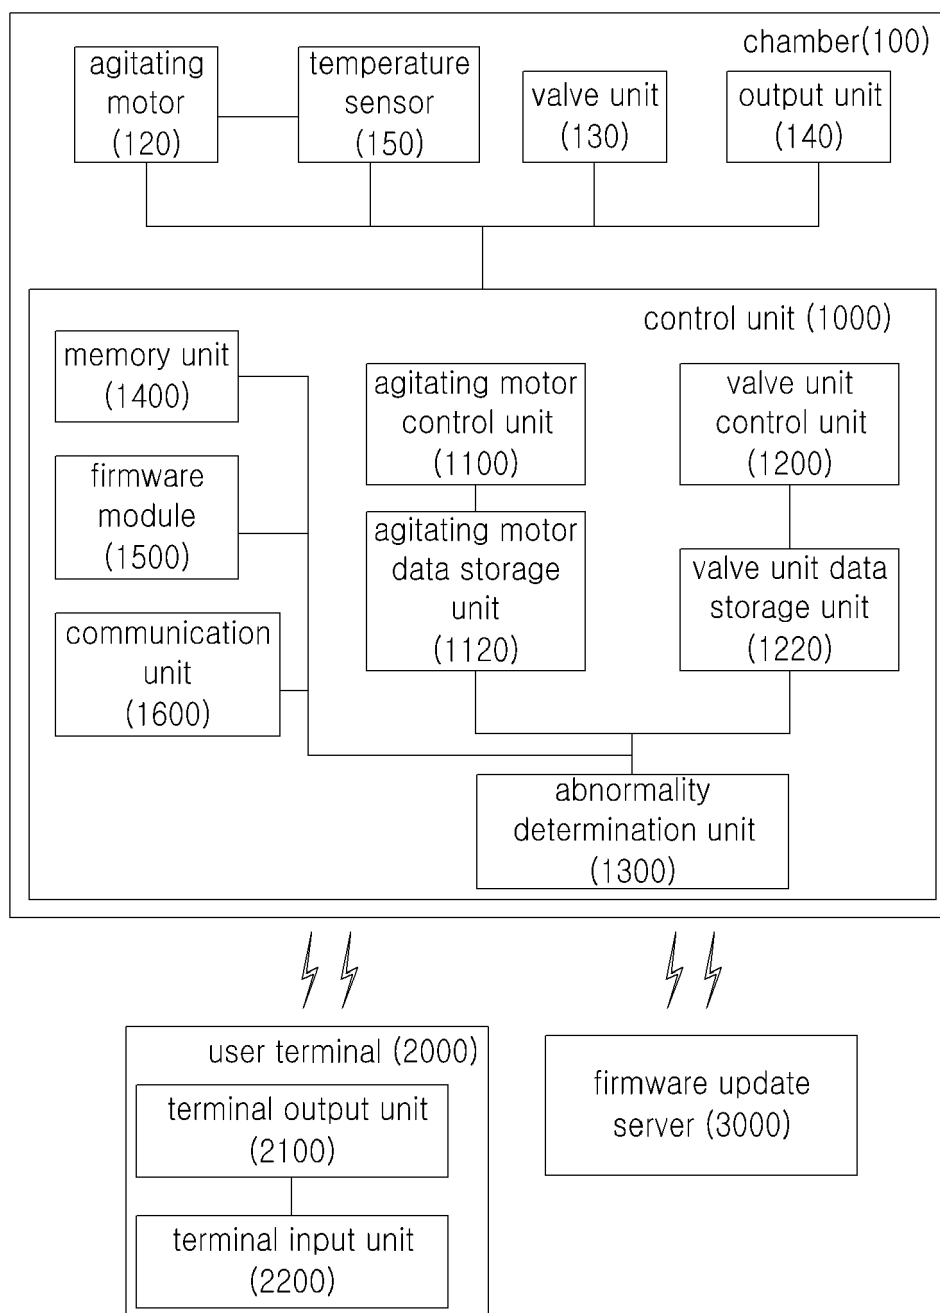 chamber(100)
agitating
motor
(120)
temperature
sensor
(150)
valve unit
(130)
output unit
(140)
control unit (1000)
memory unit
(1400)
firmware
module
(1500)
communication
unit
(1600)
agitating motor
control unit
(1100)
agitating motor
data storage
unit
(1120)
valve unit
control unit
(1200)
valve unit data
storage unit
(1220)
abnormality
determination unit
(1300)
user terminal (2000)
terminal output unit
(2100)
terminal input unit
(2200)
firmware update
server (3000)